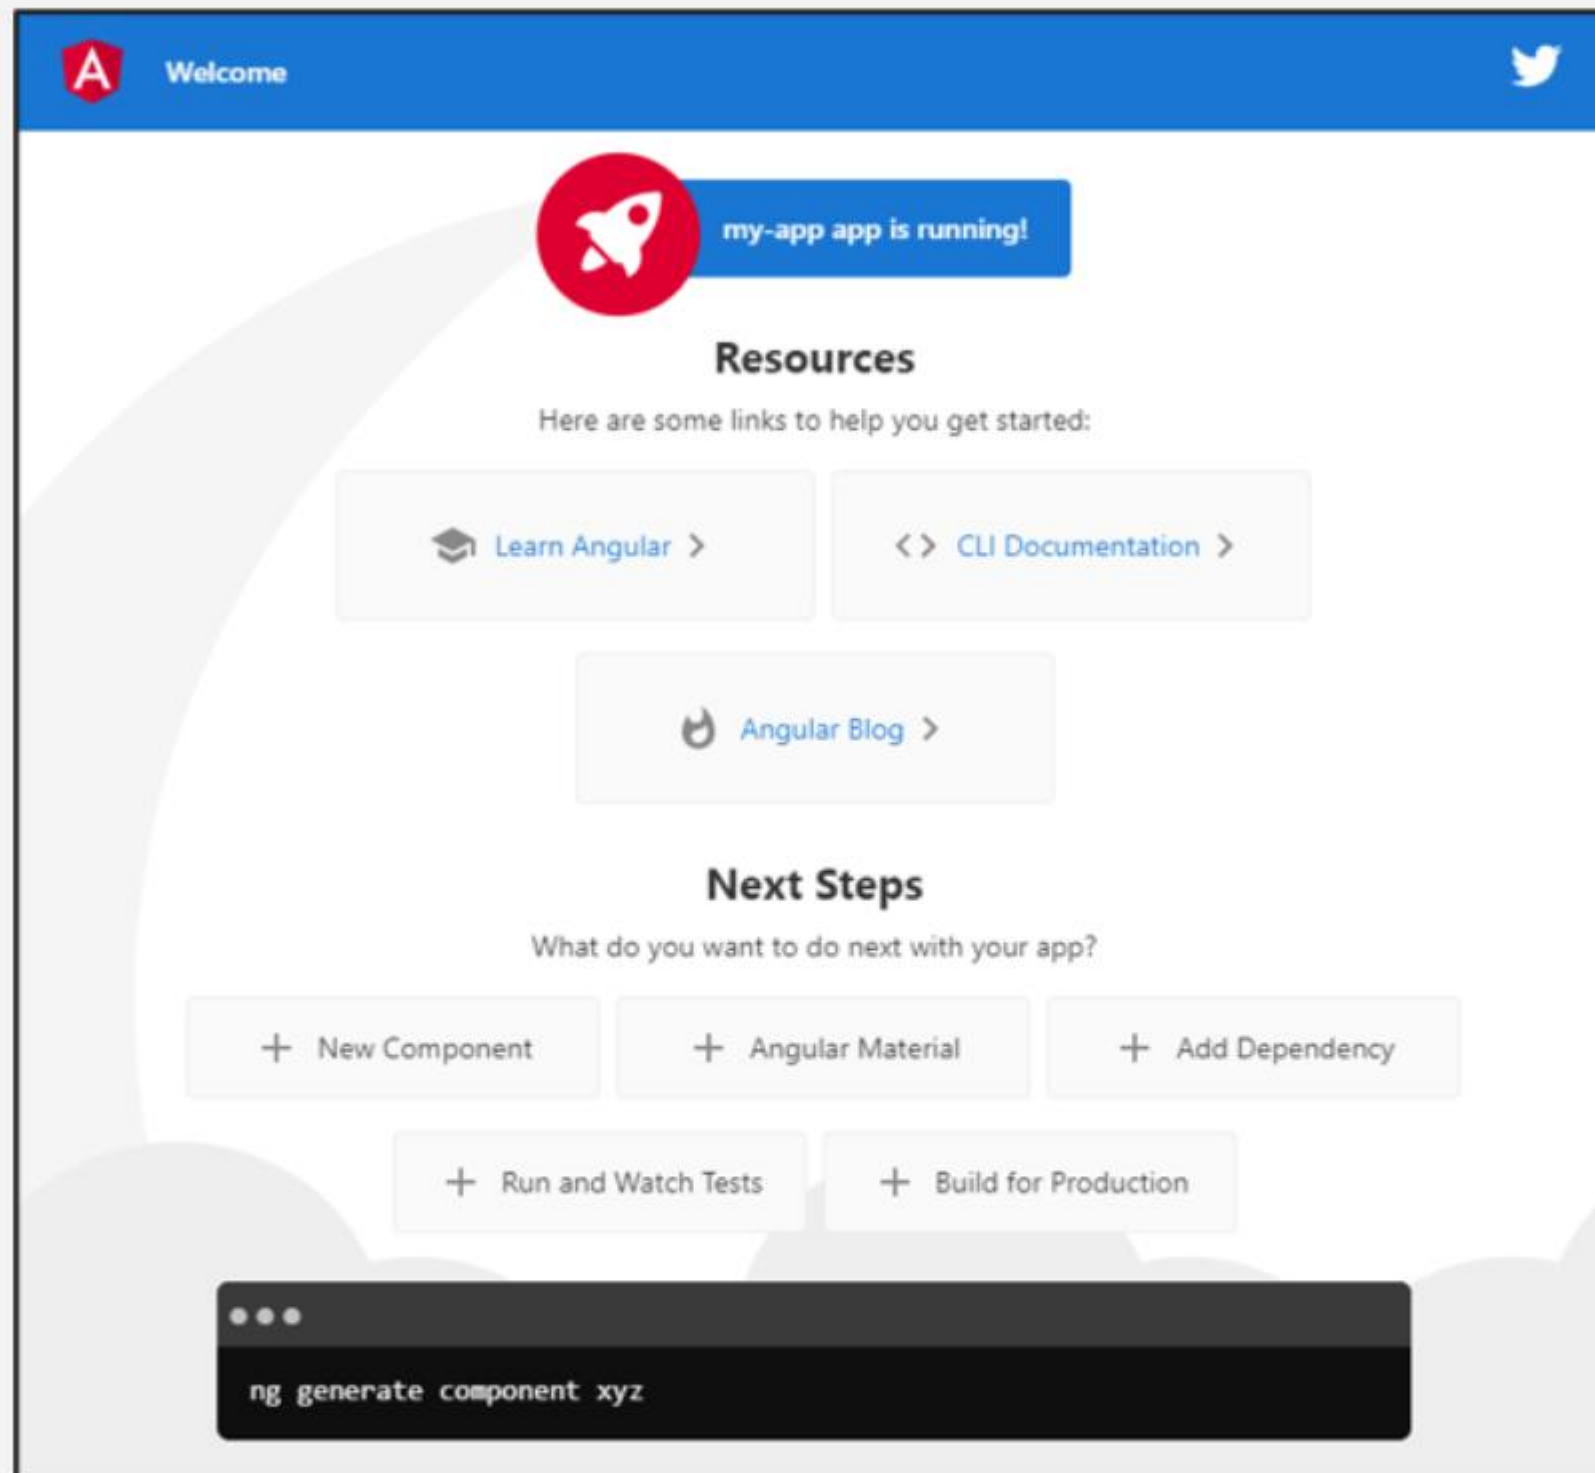 Welcome
my-app app is running!
Resources
Here are some links to help you get started:
Learn Angular
CLI Documentation
Angular Blog
Next Steps
What do you want to do next with your app?
New Component
Angular Material
Add Dependency
Run and Watch Tests
Build for Production
ng generate component xyz